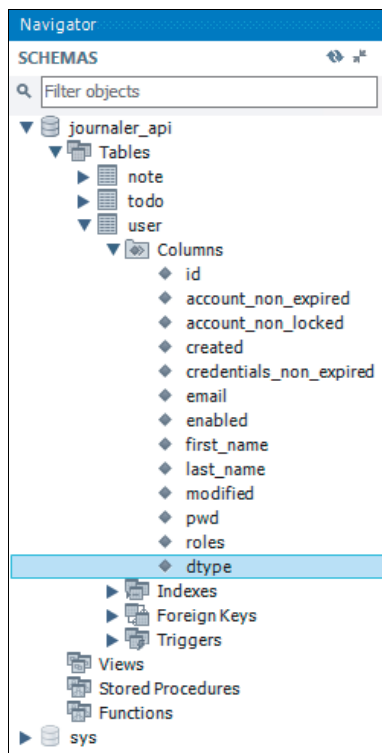 Navigator
SCHEMAS
Filter objects
journaler_api
Tables
note
todo
user
Columns
id
account_non_expired
account_non_locked
created
credentials_non_expired
email
enabled
first_name
last_name
modified
pwd
roles
dtype
Indexes
Foreign Keys
Triggers
Views
Stored Procedures
Functions
sys